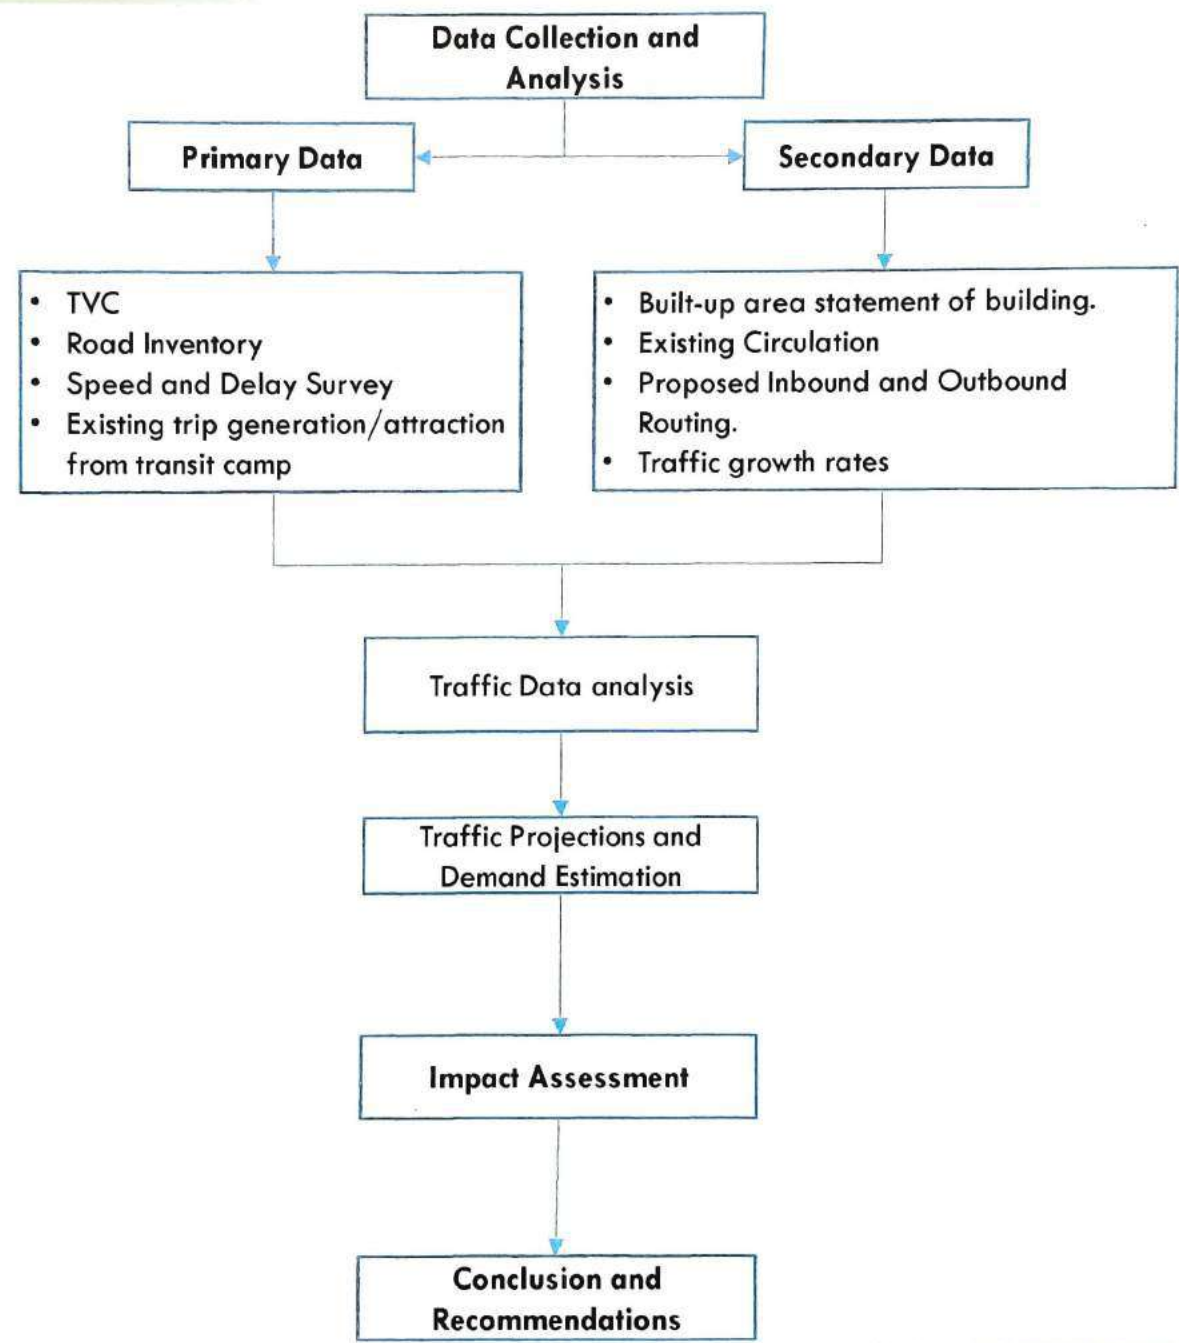 Data Collection and
Analysis
Primary Data
Secondary Data
• TVC
• Road Inventory
• Speed and Delay Survey
• Existing trip generation/attraction
from transit camp
• Built-up area statement of building.
• Existing Circulation
• Proposed Inbound and Outbound
Routing.
• Traffic growth rates
Traffic Data analysis
Traffic Projections and
Demand Estimation
Impact Assessment
Conclusion and
Recommendations